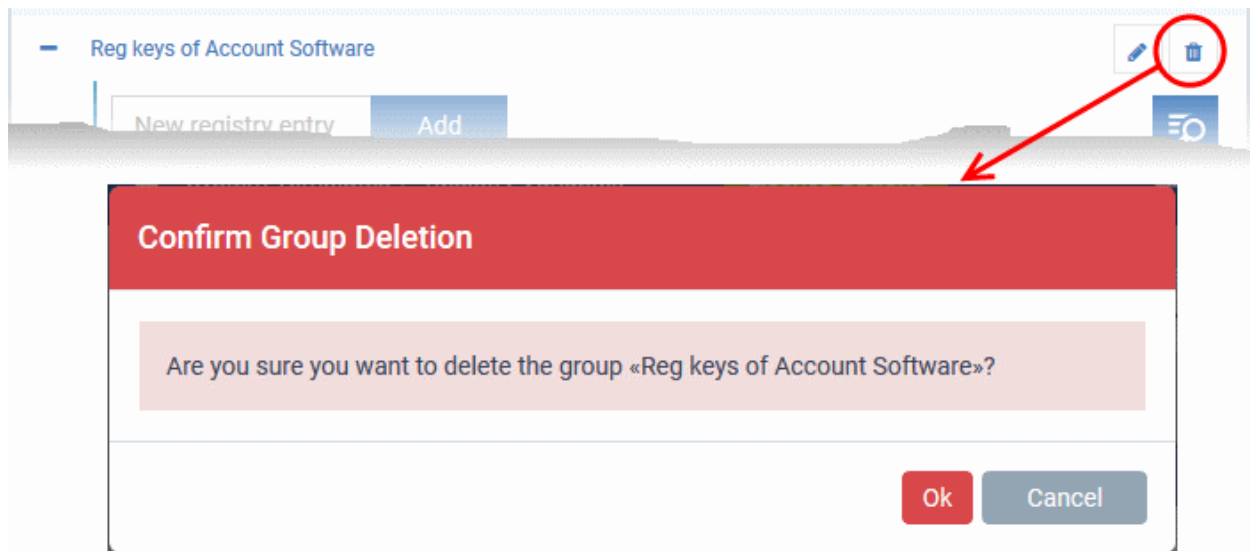 Reg keys of Account Software
New registry entry Add
Confirm Group Deletion
Are you sure you want to delete the group «Reg keys of Account Software»?
Ok Cancel